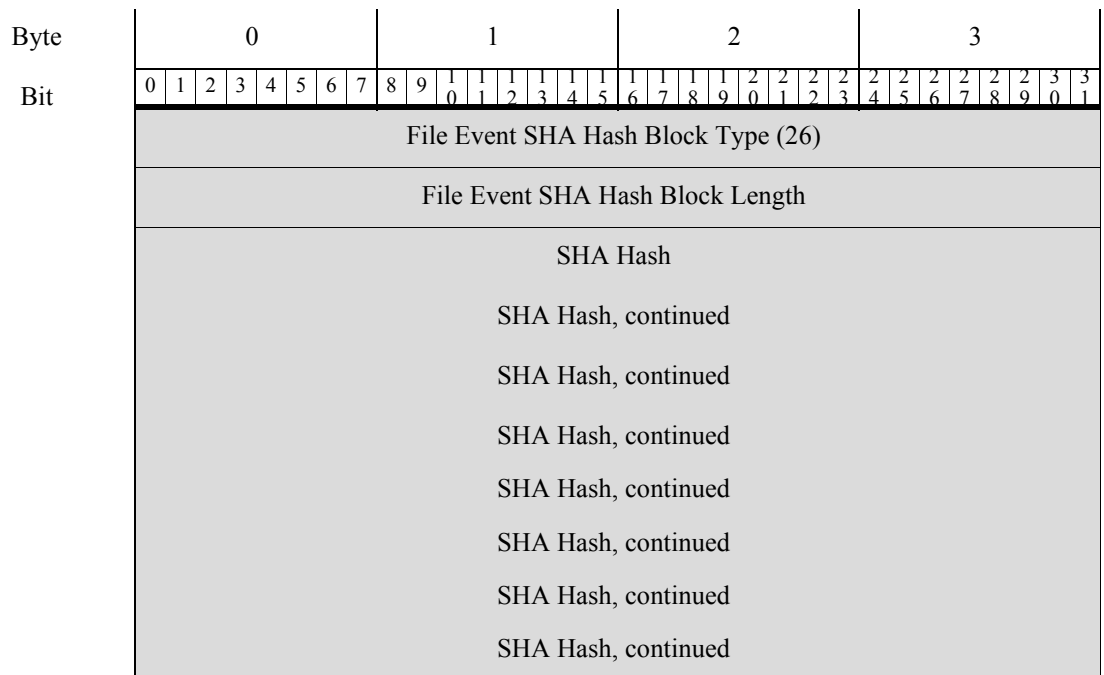 Byte 0 1 2 3
Bit 0 1 2 3 4 5 6 7 8 9 10 11 12 13 14 15 16 17 18 19 20 21 22 23 24 25 26 27 28 29 30 31
File Event SHA Hash Block Type (26)
File Event SHA Hash Block Length
SHA Hash
SHA Hash, continued
SHA Hash, continued
SHA Hash, continued
SHA Hash, continued
SHA Hash, continued
SHA Hash, continued
SHA Hash, continued